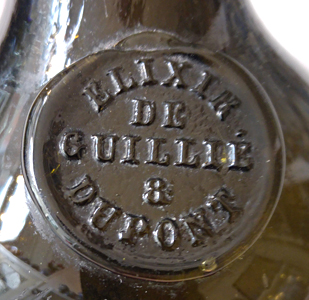 ELIXIR
DE
GUILLIÉ
&
DUPONT